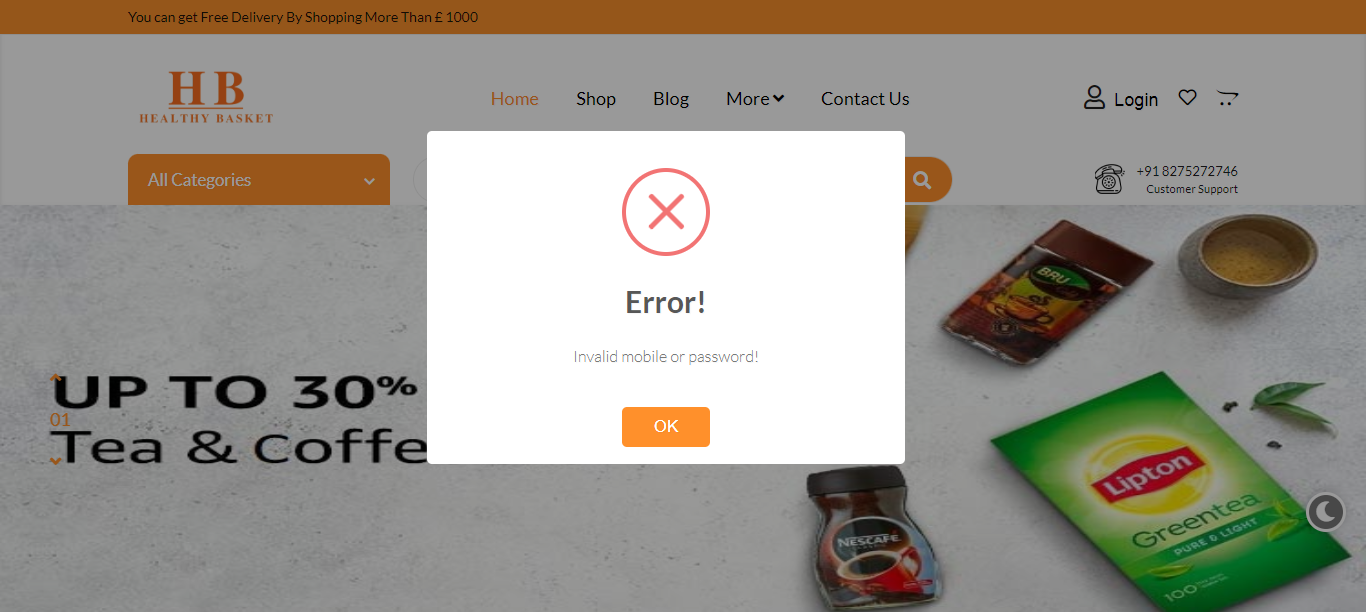 You can get Free Delivery By Shopping More Than £ 1000
HB
HEALTHY BASKET
Home
Shop
Blog
More
Contact Us
Login
All Categories
+91 8275272746
Customer Support
Error!
Invalid mobile or password!
OK
UP TO 30%
01
Tea & Coffe
BRU
Lipton
Greentea
PURE & LIGHT
100
NESCAFÉ